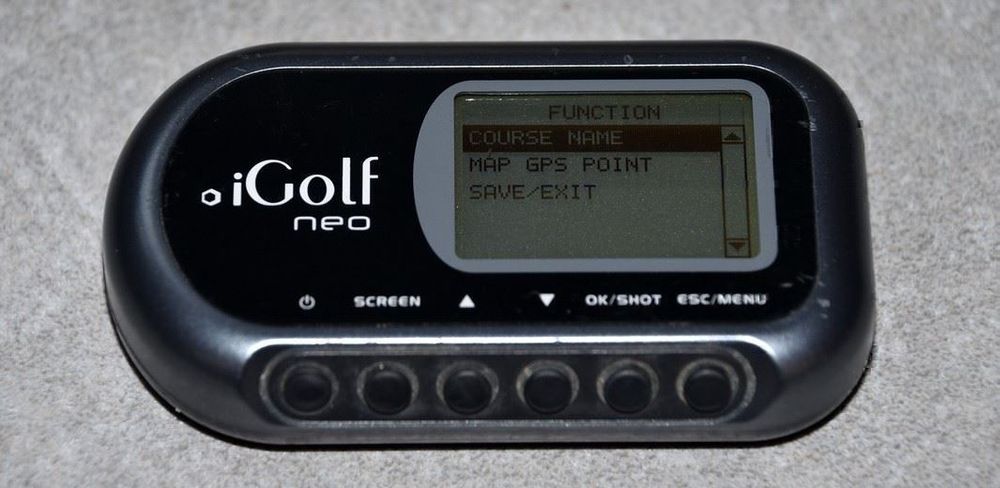 iGolf
neo
FUNCTION
COURSE NAME
MAP GPS POINT
SAVE/EXIT
SCREEN
OK/SHOT
ESC/MENU